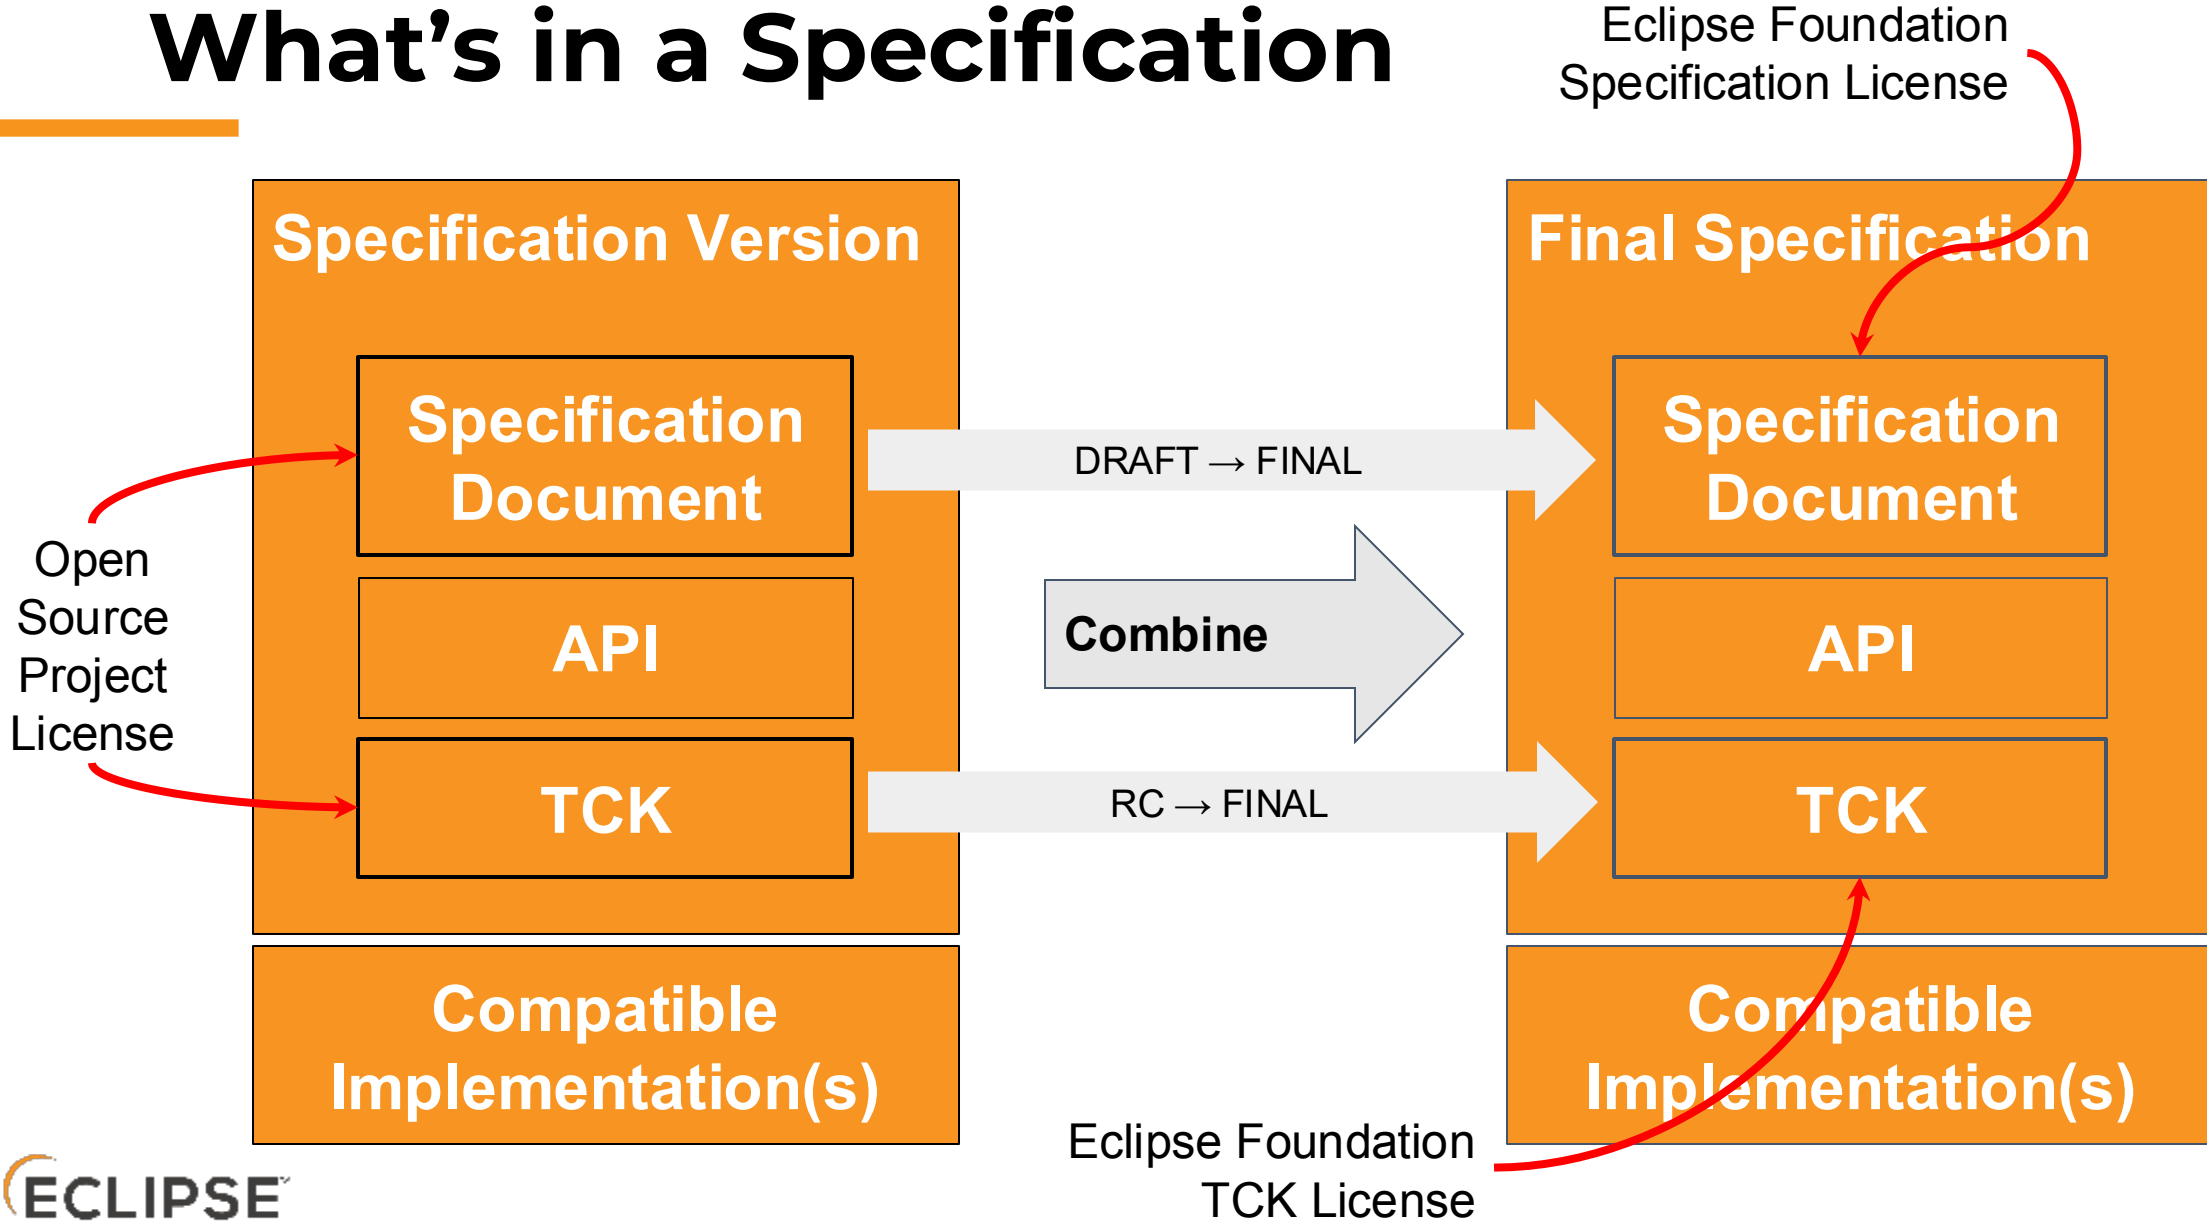 What’s in a Specification
Eclipse Foundation
Specification License
Specification Version
Specification
Document
API
TCK
Compatible
Implementation(s)
Open
Source
Project
License
DRAFT → FINAL
Combine
RC → FINAL
Final Specification
Specification
Document
API
TCK
Compatible
Implementation(s)
Eclipse Foundation
TCK License
ECLIPSE